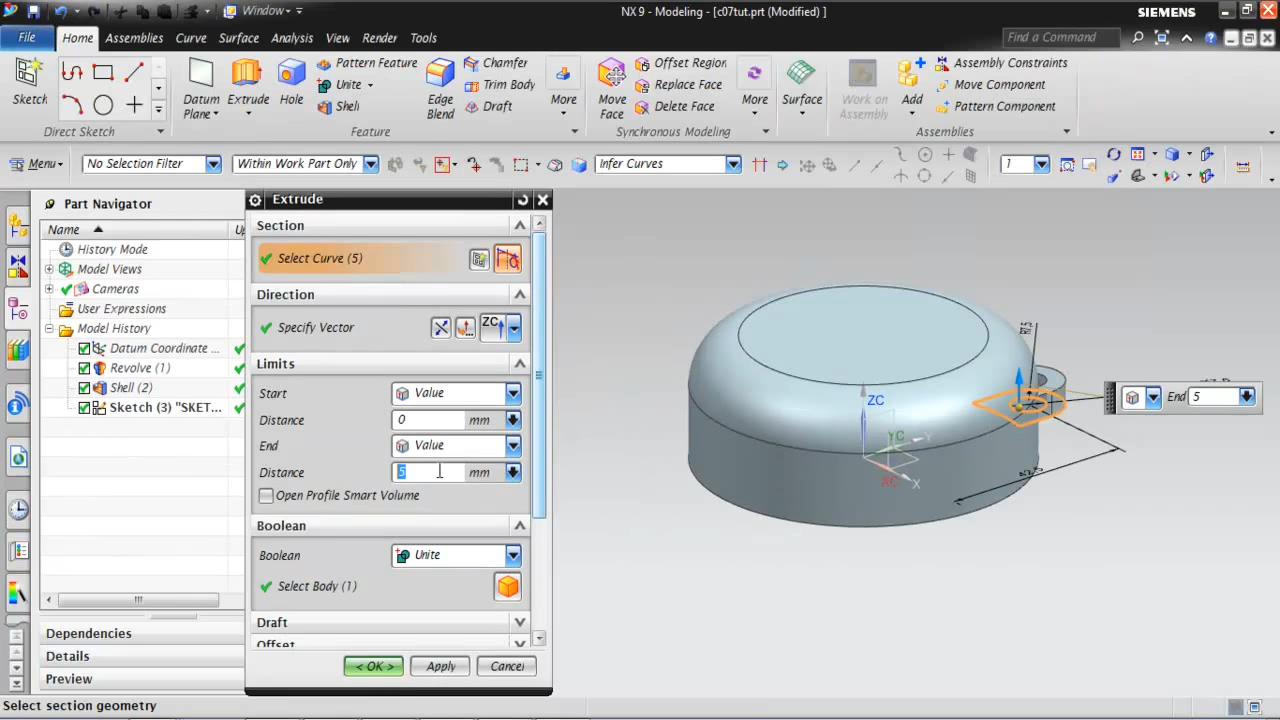 Window
NX 9 - Modeling - [c07tut.prt (Modified) ]
SIEMENS
File
Home
Assemblies
Curve
Surface
Analysis
View
Render
Tools
Find a Command
Sketch
Direct Sketch
Datum Plane
Extrude
Hole
Pattern Feature
Unite
Shell
Edge Blend
Chamfer
Trim Body
Draft
More
Feature
Move Face
Offset Region
Replace Face
Delete Face
More
Synchronous Modeling
Surface
Work on Assembly
Add
Assembly Constraints
Move Component
Pattern Component
Assemblies
Menu
No Selection Filter
Within Work Part Only
Infer Curves
1
Part Navigator
Name
History Mode
Model Views
Cameras
User Expressions
Model History
Datum Coordinate ...
Revolve (1)
Shell (2)
Sketch (3) "SKET...
Dependencies
Details
Preview
Extrude
Section
Select Curve (5)
Direction
Specify Vector
ZC
Limits
Start
Value
Distance
0
mm
End
Value
Distance
5
mm
Open Profile Smart Volume
Boolean
Boolean
Unite
Select Body (1)
Draft
Offset
< OK >
Apply
Cancel
ZC
YC
Y
XC
X
End
5
Select section geometry